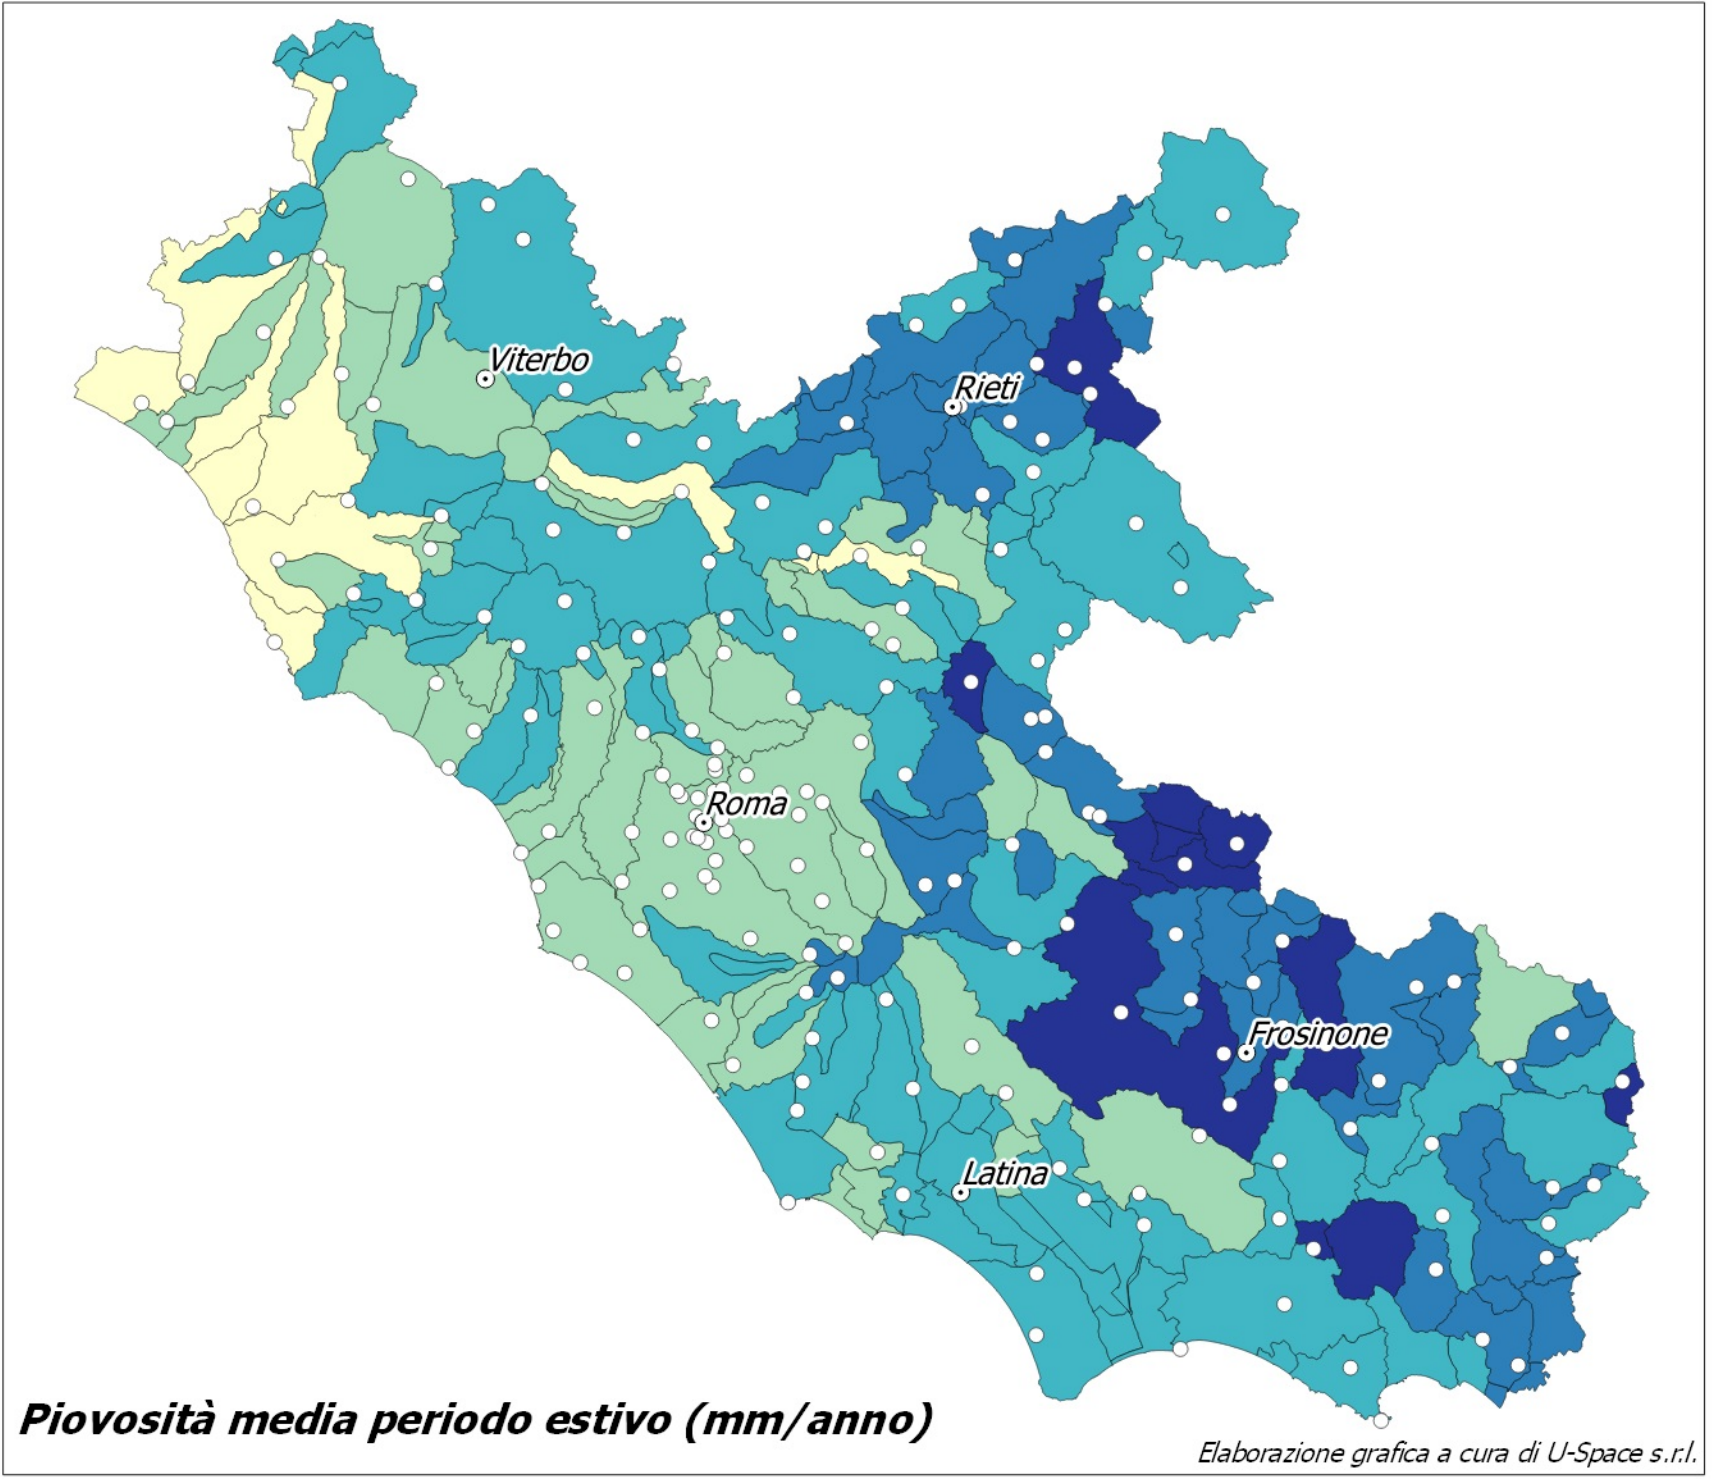 Viterbo
Rieti
Roma
Frosinone
Latina
Piovosità media periodo estivo (mm/anno)
Elaborazione grafica a cura di U-Space s.r.l.